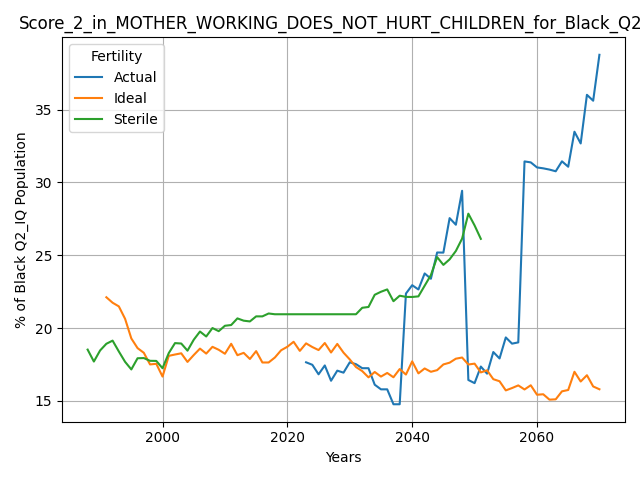 Score_2_in_MOTHER_WORKING_DOES_NOT_HURT_CHILDREN_for_Black_Q2
Fertility
Actual
Ideal
Sterile
% of Black Q2_IQ Population
35
30
25
20
15
2000
2020
2040
2060
Years